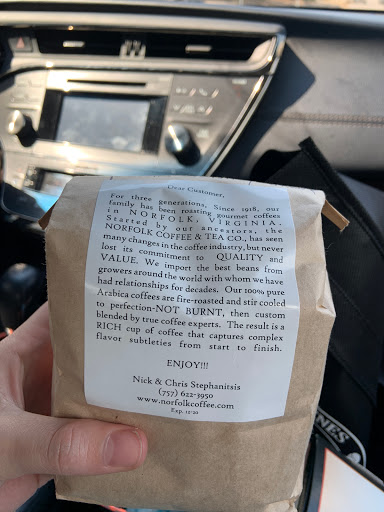 Dear Customer,
For three generations, Since 1918, our
family has been roasting gourmet coffees
in NORFOLK, VIRGINIA.
Started by our ancestors, the
NORFOLK COFFEE & TEA CO., has seen
many changes in the coffee industry, but never
lost its commitment to QUALITY and
VALUE. We import the best beans from
growers around the world with whom we have
had relationships for decades. Our 100% pure
Arabica coffees are fire-roasted and stir cooled
to perfection-NOT BURNT, then custom
blended by true coffee experts. The result is a
RICH cup of coffee that captures complex
flavor subtleties from start to finish.
ENJOY!!!
Nick & Chris Stephanitsis
(757) 622-3950
www.norfolkcoffee.com
Exp. 12-20
NES